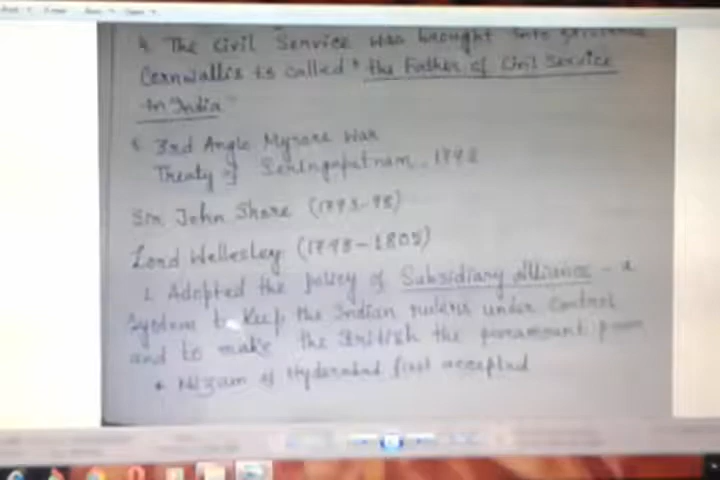 4. The Civil Service was brought into existence
Cornwallis is called "the Father of Civil Service
In India"
3rd Anglo Mysore War
Treaty of Seringapatnam, 1792
Sir John Shore (1793-98)
Lord Wellesley (1798-1805)
1. Adopted the policy of Subsidiary Alliance - a
System to Keep the Indian rulers under control
and to make the British the paramount
* Nizam of Hyderabad first accepted